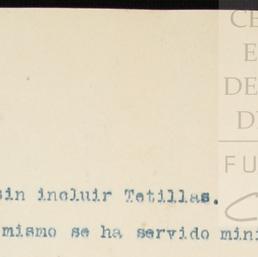 CE
E
DE
D
FU
sin incluir Tetillas.
mismo se ha servido mini